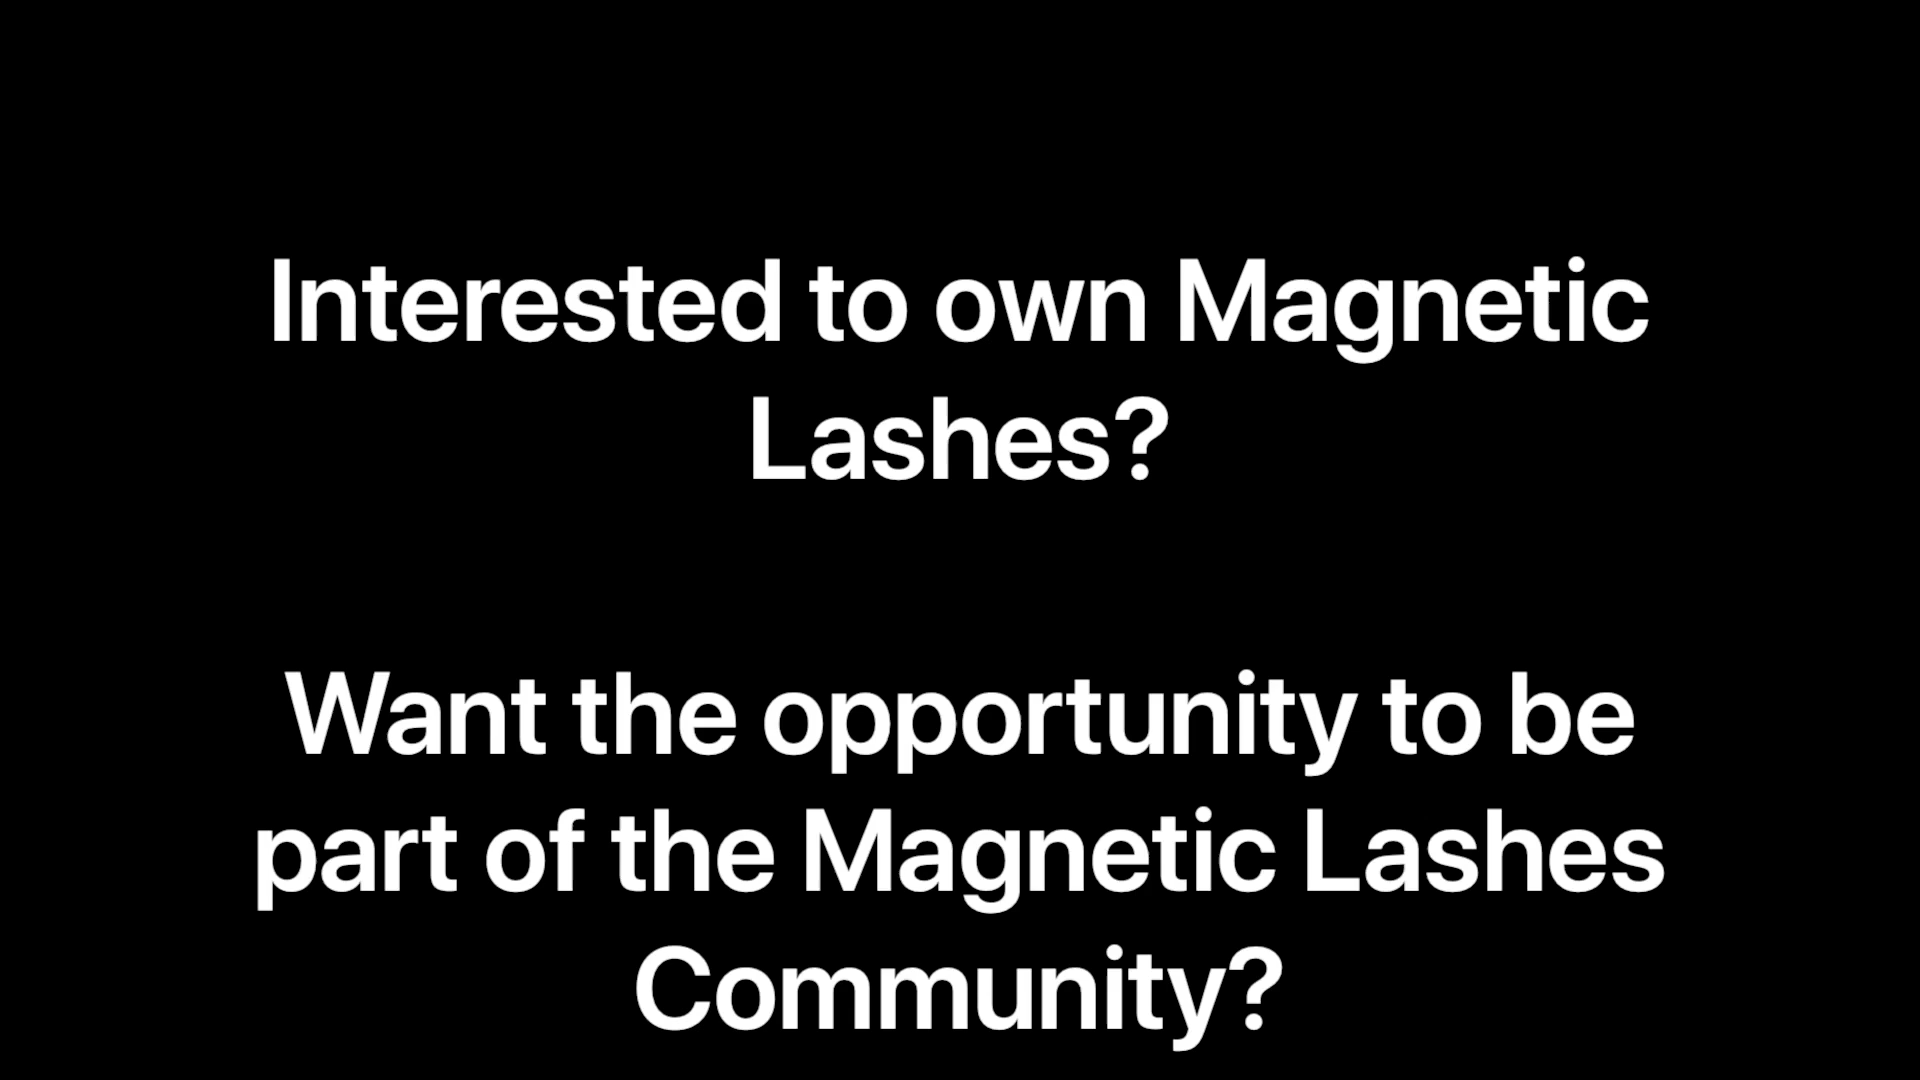 Interested to own Magnetic
Lashes?
Want the opportunity to be
part of the Magnetic Lashes
Community?